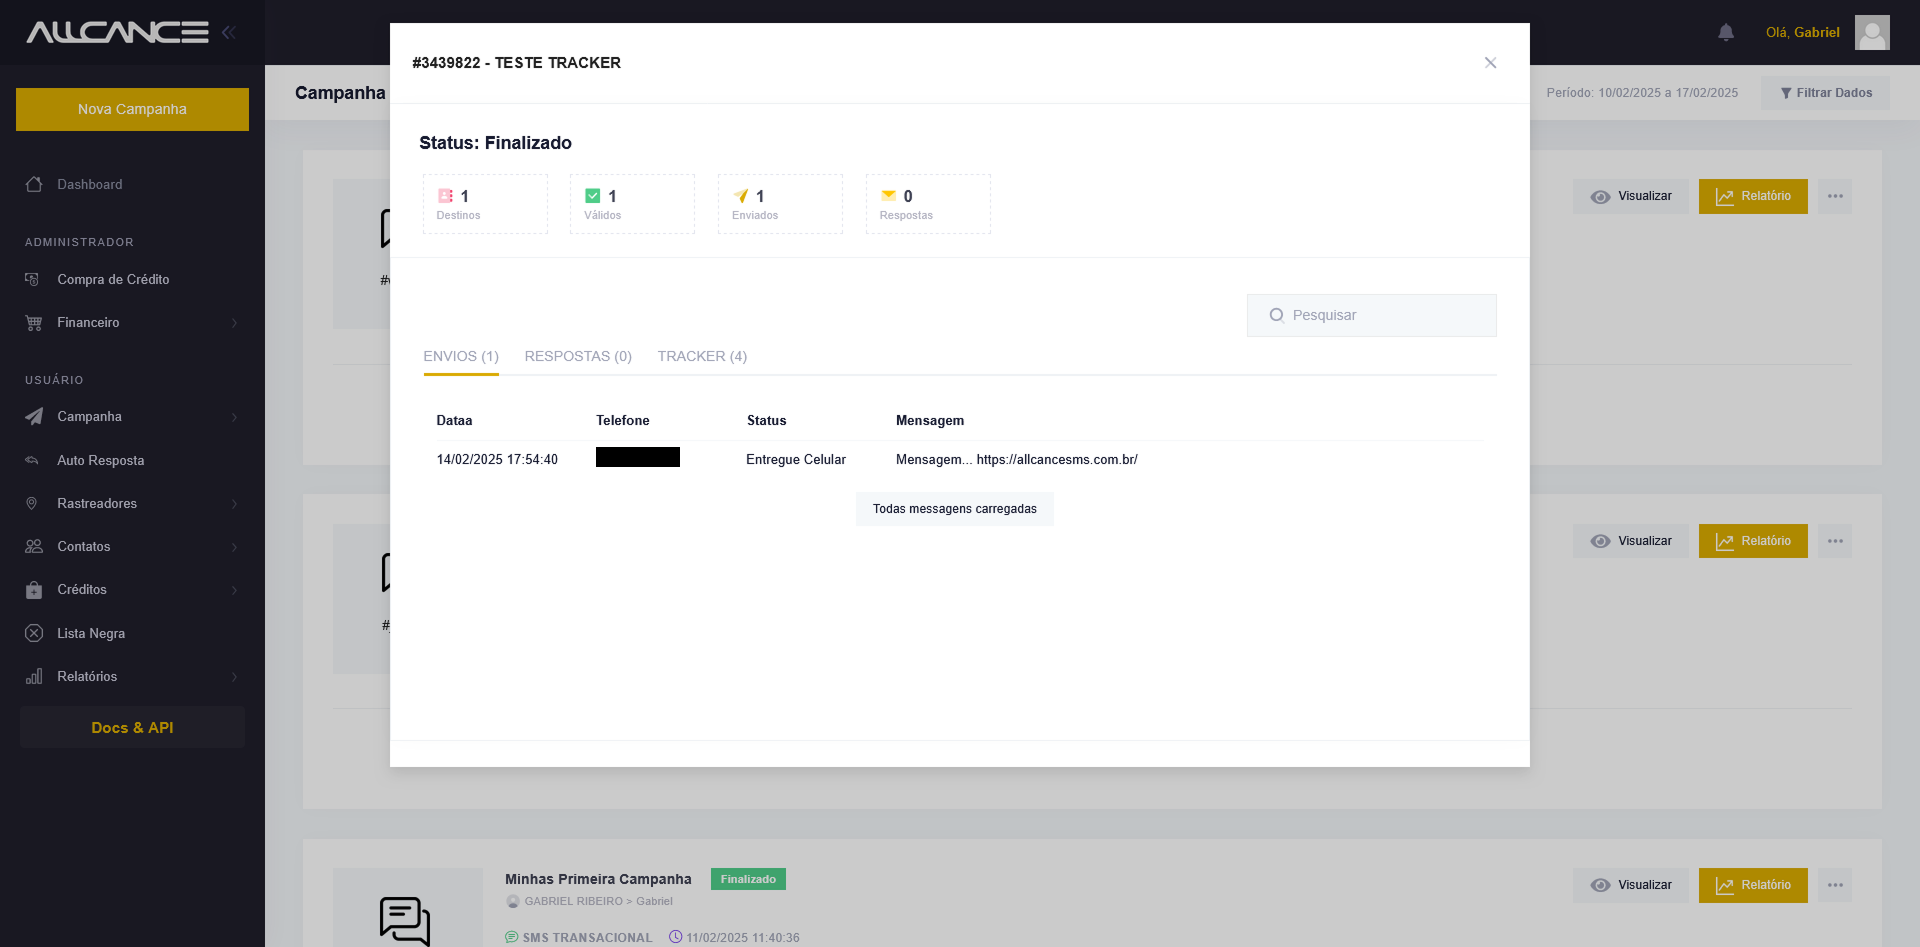 ALLCANCE
Olá, Gabriel
Nova Campanha
Dashboard
ADMINISTRADOR
Compra de Crédito
Financeiro
USUÁRIO
Campanha
Auto Resposta
Rastreadores
Contatos
Créditos
Lista Negra
Relatórios
Docs & API
Campanha
Período: 10/02/2025 a 17/02/2025
Filtrar Dados
#3439822 - TESTE TRACKER
Status: Finalizado
1
Destinos
1
Válidos
1
Enviados
0
Respostas
Pesquisar
ENVIOS (1) RESPOSTAS (0) TRACKER (4)
Dataa Telefone Status Mensagem
14/02/2025 17:54:40 Entregue Celular Mensagem... https://allcancesms.com.br/
Todas messagens carregadas
Visualizar Relatório
Visualizar Relatório
Minhas Primeira Campanha Finalizado
GABRIEL RIBEIRO > Gabriel
SMS TRANSACIONAL 11/02/2025 11:40:36
Visualizar Relatório